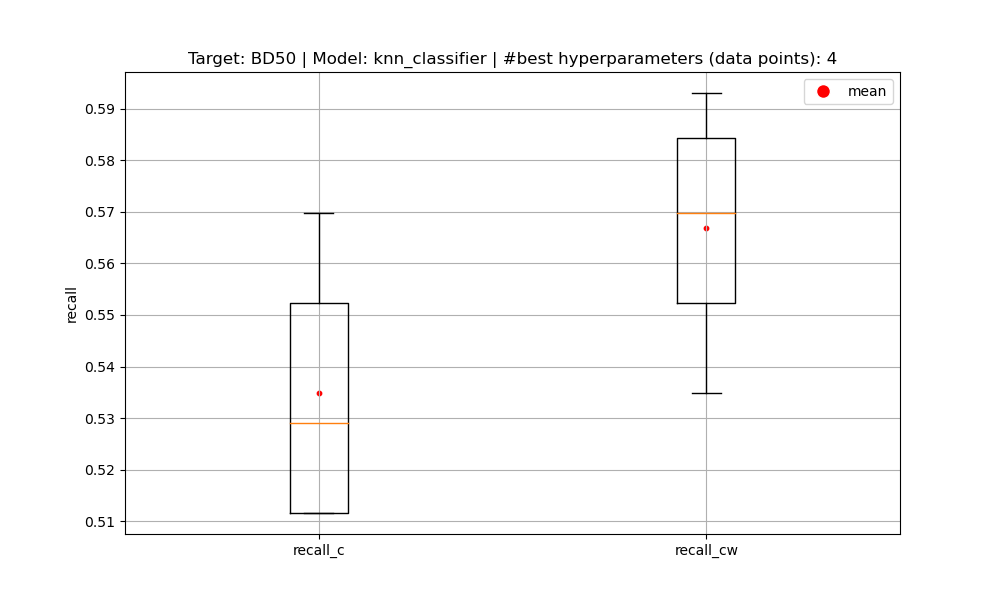 Target: BD50 | Model: knn_classifier | #best hyperparameters (data points): 4
mean
0.59
0.58
0.57
0.56
0.55
0.54
0.53
0.52
0.51
recall
recall_c
recall_cw